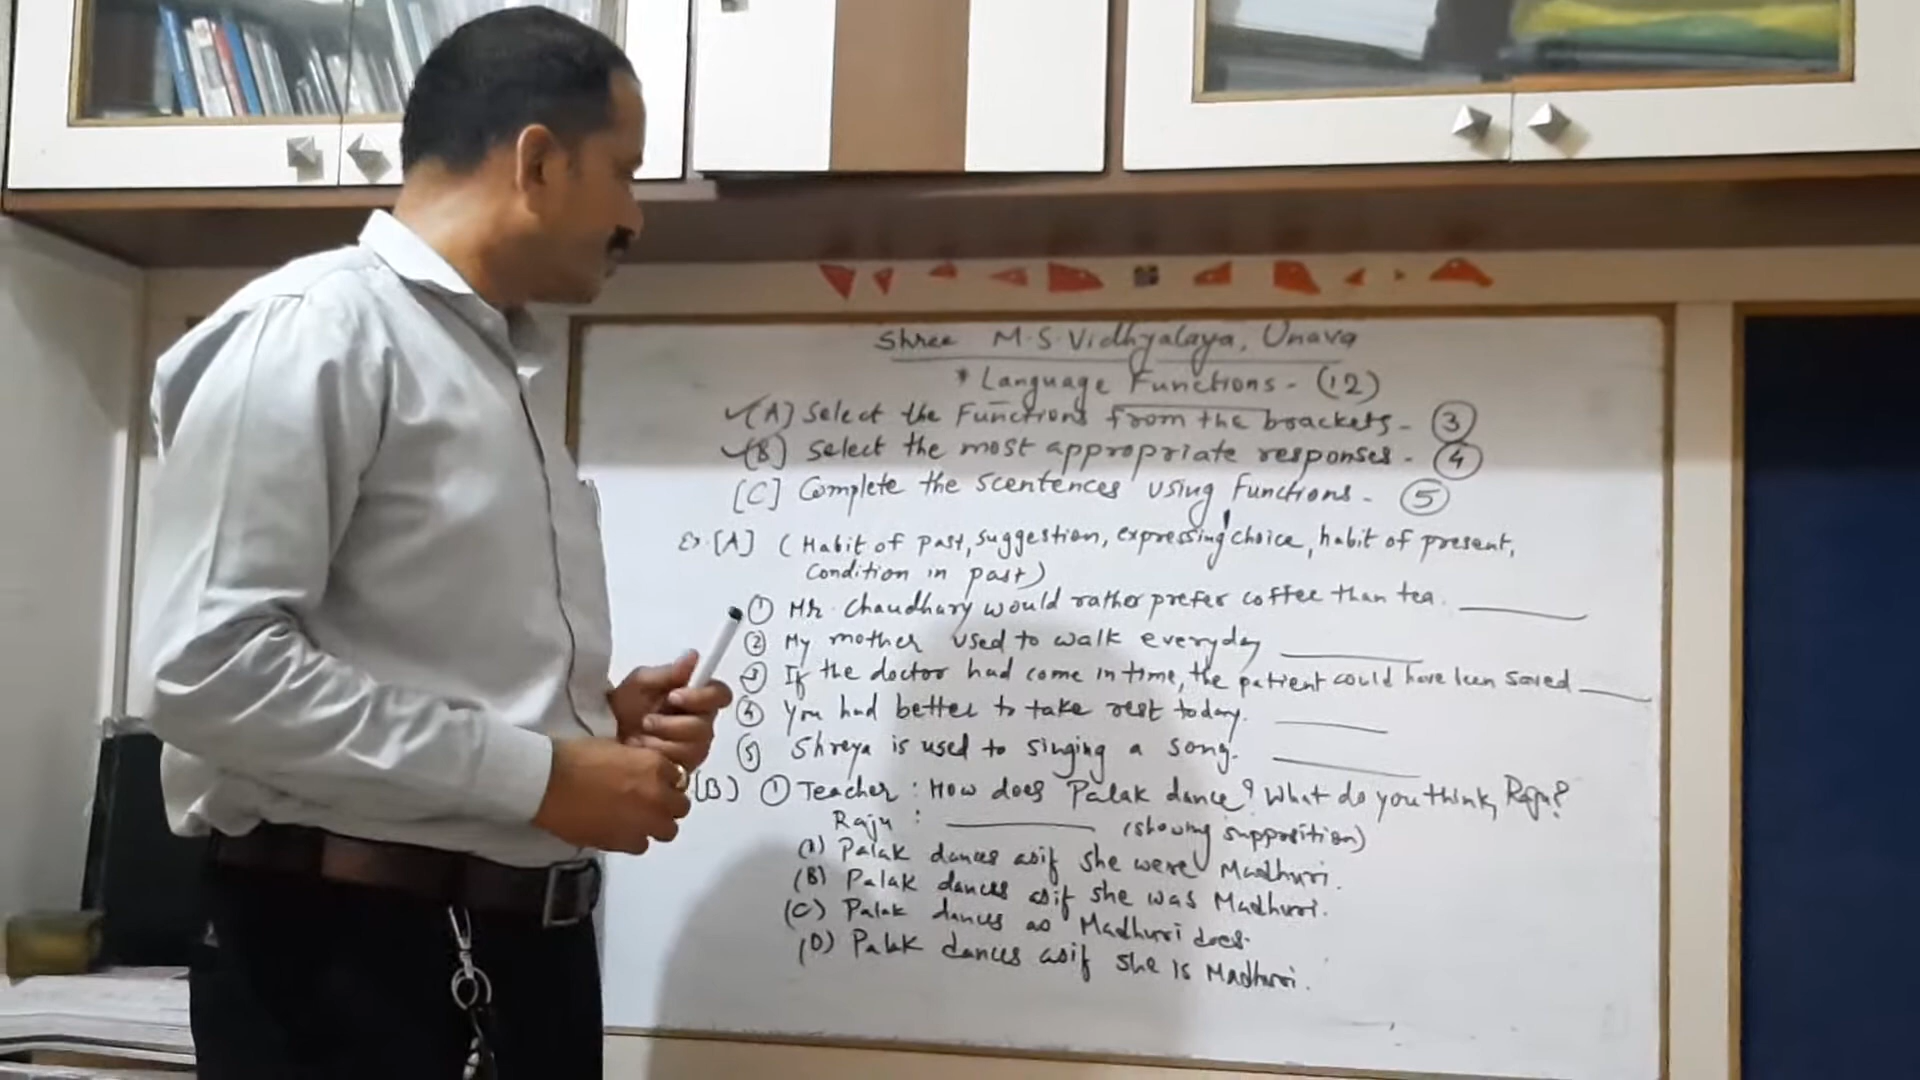 Shree M.S.Vidhyalaya, Unava
* Language Functions - (12)
[A] Select the Functions from the brackets - 3
[B] Select the most appropriate responses - 4
[C] Complete the scentences using Functions - 5
Ex. [A] (Habit of past, suggestion, expressing choice, habit of present,
condition in past)
① Mr. Chaudhary would rather prefer coffee than tea. ______
② My mother used to walk everyday ______
③ If the doctor had come in time, the patient could have been saved ______
④ You had better to take rest today. ______
⑤ Shreya is used to singing a song. ______
(B) ① Teacher : How does Palak dance? What do you think, Raju?
Raju : ______ (showing supposition)
(A) Palak dances asif she were Madhuri.
(B) Palak dances asif she was Madhuri.
(C) Palak dances as Madhuri does.
(D) Palak dances asif she is Madhuri.